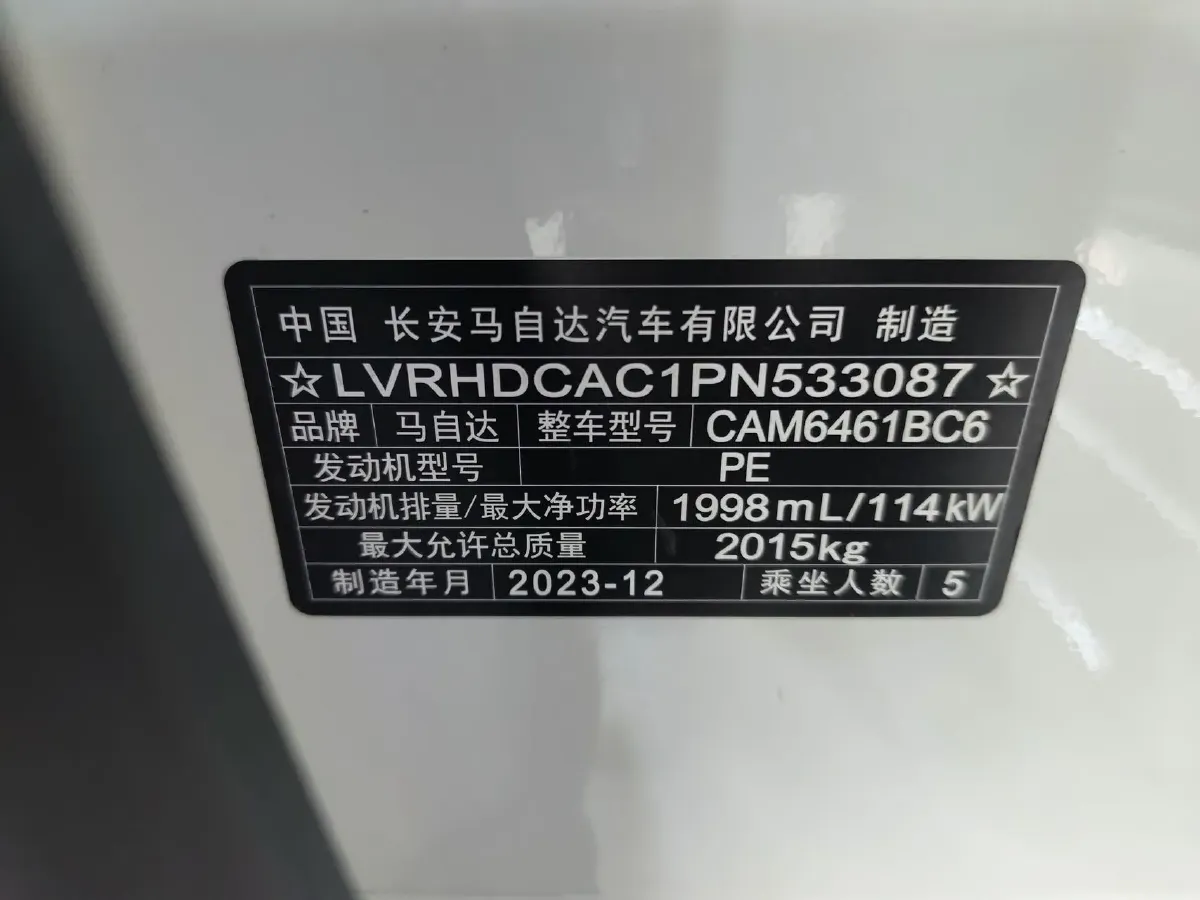 中国 长安马自达汽车有限公司 制造
☆LVRHDCAC1PN533087☆
品牌 马自达 整车型号 CAM6461BC6
发动机型号 PE
发动机排量/最大净功率 1998mL/114kW
最大允许总质量 2015kg
制造年月 2023-12 乘坐人数 5